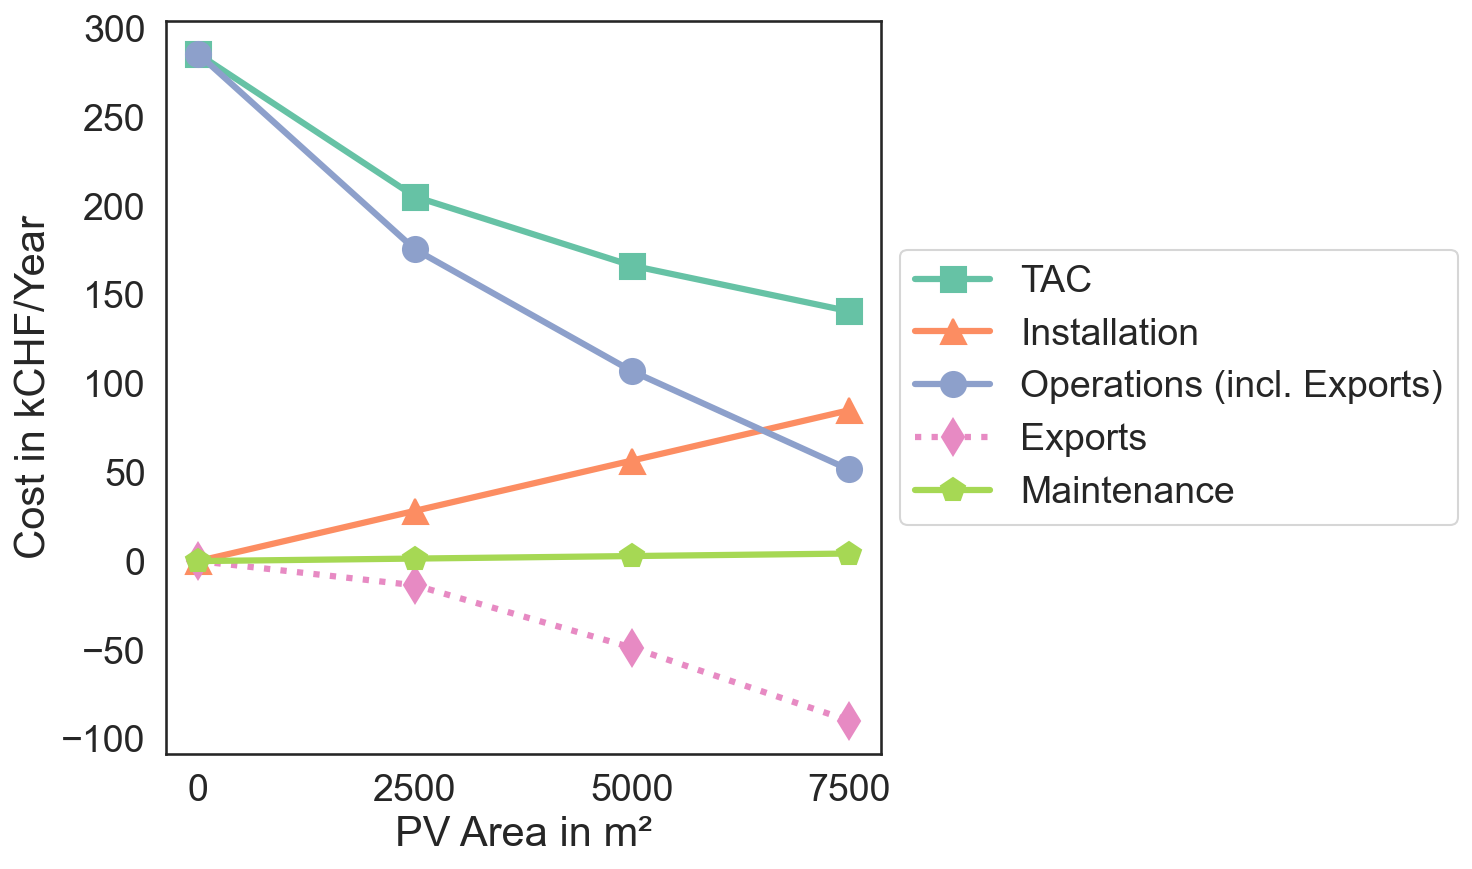 300
250
200
150
100
50
0
−50
−100
Cost in kCHF/Year
0 2500 5000 7500
PV Area in m²
TAC
Installation
Operations (incl. Exports)
Exports
Maintenance